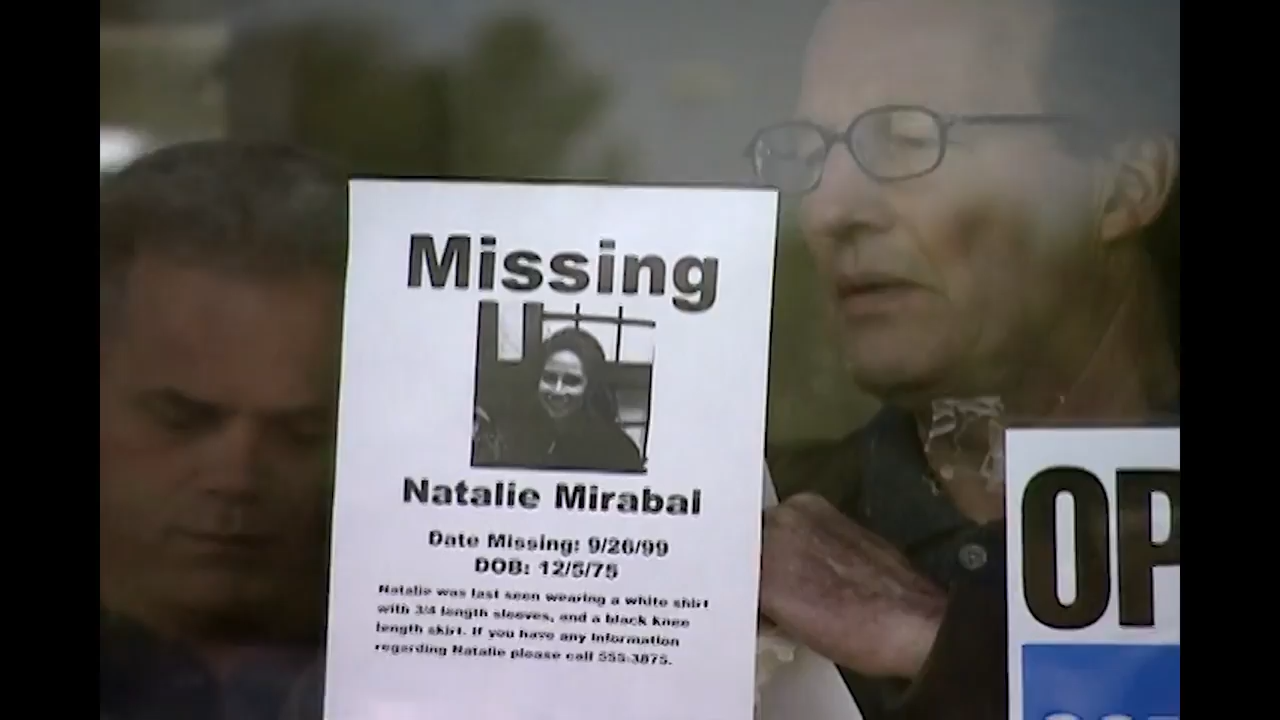 Missing
Natalie Mirabal
Date Missing: 9/26/99
DOB: 12/5/75
Natalie was last seen wearing a white shirt
with 3/4 length sleeves, and a black knee
length skirt. If you have any information
regarding Natalie please call 555-3875.
OP